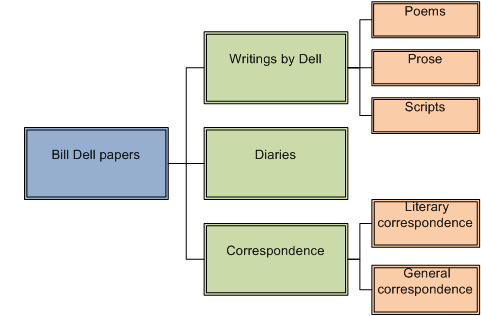 Bill Dell papers
Writings by Dell
Poems
Prose
Scripts
Diaries
Correspondence
Literary
correspondence
General
correspondence